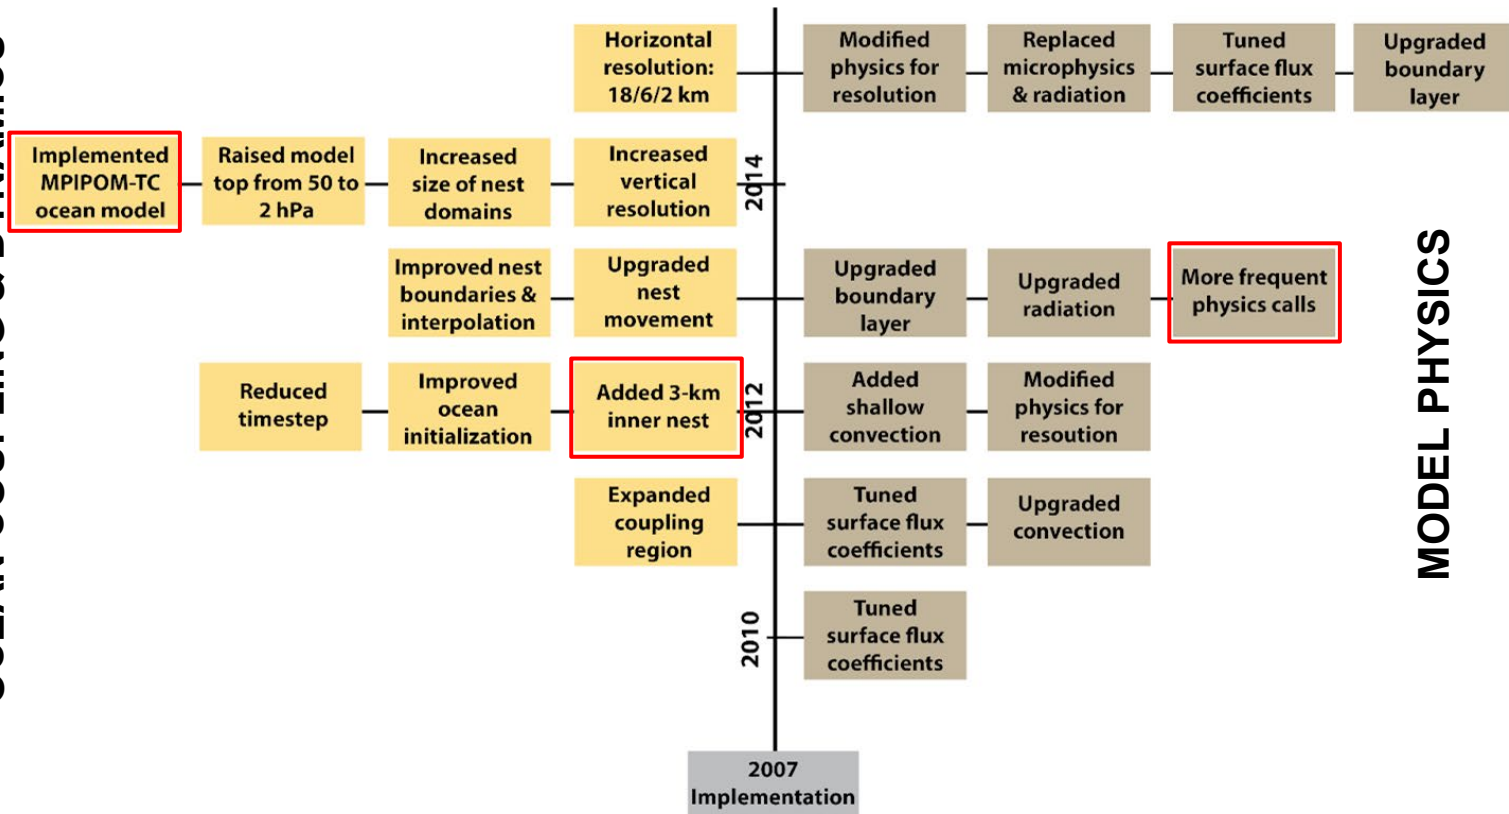 Horizontal
resolution:
18/6/2 km
Modified
physics for
resolution
Replaced
microphysics
& radiation
Tuned
surface flux
coefficients
Upgraded
boundary
layer
Implemented
MPIPOM-TC
ocean model
Raised model
top from 50 to
2 hPa
Increased
size of nest
domains
Increased
vertical
resolution
2014
Improved nest
boundaries &
interpolation
Upgraded
nest
movement
Upgraded
boundary
layer
Upgraded
radiation
More frequent
physics calls
Reduced
timestep
Improved
ocean
initialization
Added 3-km
inner nest
2012
Added
shallow
convection
Modified
physics for
resoution
Expanded
coupling
region
Tuned
surface flux
coefficients
Upgraded
convection
2010
Tuned
surface flux
coefficients
2007
Implementation
MODEL PHYSICS